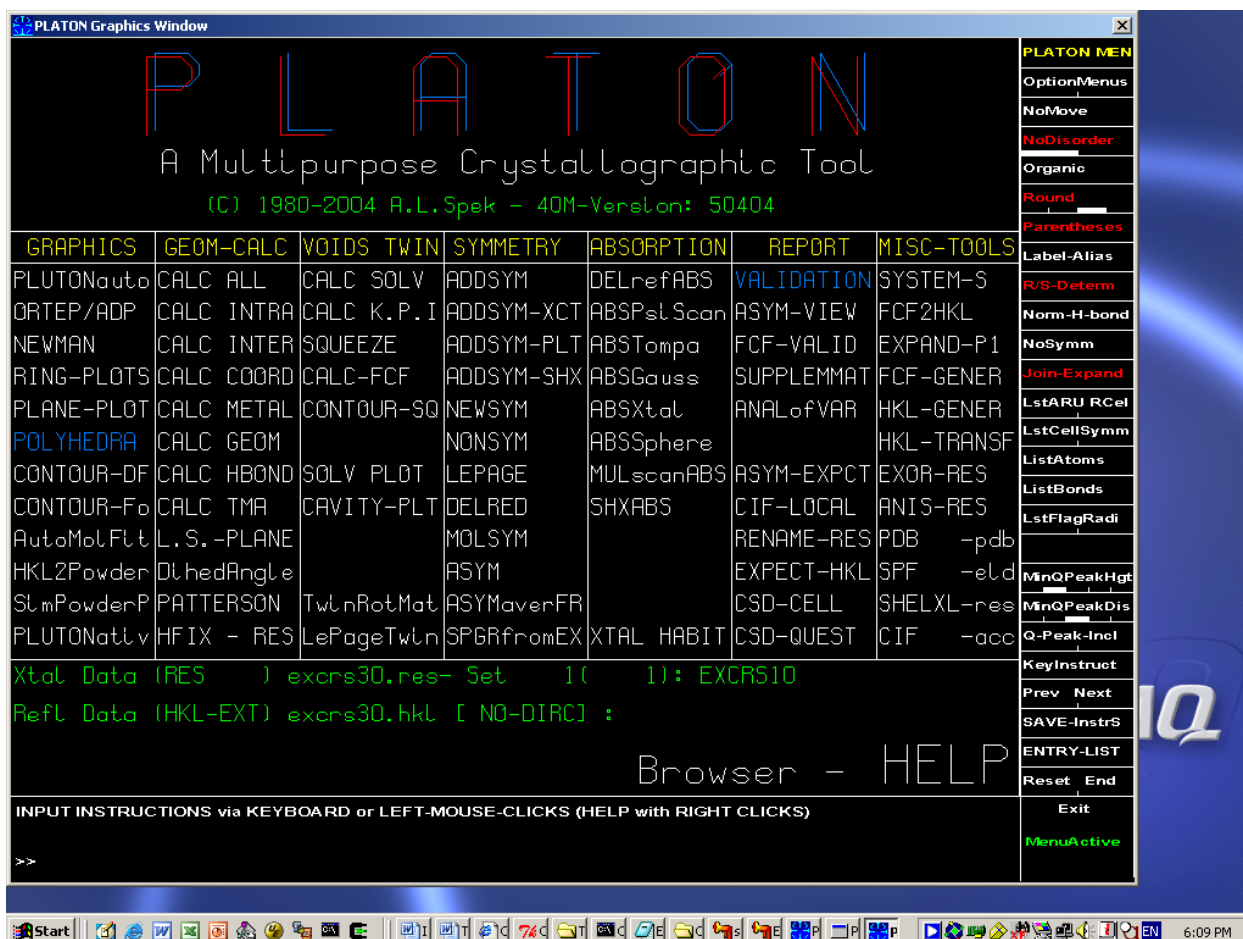 PLATON Graphics Window
PLATON
A Multipurpose Crystallographic Tool
(C) 1980-2004 A.L.Spek - 40M-Version: 50404
GRAPHICS GEOM-CALC VOIDS TWIN SYMMETRY ABSORPTION REPORT MISC-TOOLS
PLUTONauto CALC ALL CALC SOLV ADDSYM DELrefABS VALIDATION SYSTEM-S
ORTEP/ADP CALC INTRA CALC K.P.I ADDSYM-XCT ABSPsiScan ASYM-VIEW FCF2HKL
NEWMAN CALC INTER SQUEEZE ADDSYM-PLT ABSTompa FCF-VALID EXPAND-P1
RING-PLOTS CALC COORD CALC-FCF ADDSYM-SHX ABSGauss SUPPLEMMAT FCF-GENER
PLANE-PLOT CALC METAL CONTOUR-SQ NEWSYM ABSXtal ANALofVAR HKL-GENER
POLYHEDRA CALC GEOM NONSYM ABSSphere HKL-TRANSF
CONTOUR-DF CALC HBOND SOLV PLOT LEPAGE MULscanABS ASYM-EXPCT EXOR-RES
CONTOUR-Fo CALC TMA CAVITY-PLT DELRED SHXABS CIF-LOCAL ANIS-RES
AutoMolFit L.S.-PLANE MOLSYM RENAME-RES PDB -pdb
HKL2Powder DihedAngle ASYM EXPECT-HKL SPF -eld
SimPowderP PATTERSON TwinRotMat ASYMaverFR CSD-CELL SHELXL-res
PLUTONativ HFIX - RES LePageTwin SPGRfromEX XTAL HABIT CSD-QUEST CIF -acc
Xtal Data (RES ) excrs30.res- Set 1( 1): EXCRS10
Refl Data (HKL-EXT) excrs30.hkl [ NO-DIRC] :
Browser - HELP
INPUT INSTRUCTIONS via KEYBOARD or LEFT-MOUSE-CLICKS (HELP with RIGHT CLICKS)
>>
PLATON MEN
OptionMenus
NoMove
NoDisorder
Organic
Round
Parentheses
Label-Alias
R/S-Determ
Norm-H-bond
NoSymm
Join-Expand
LstARU RCel
LstCellSymm
ListAtoms
ListBonds
LstFlagRadi
MinQPeakHgt
MinQPeakDis
Q-Peak-Incl
KeyInstruct
Prev Next
SAVE-InstrS
ENTRY-LIST
Reset End
Exit
MenuActive
Start
EN 6:09 PM